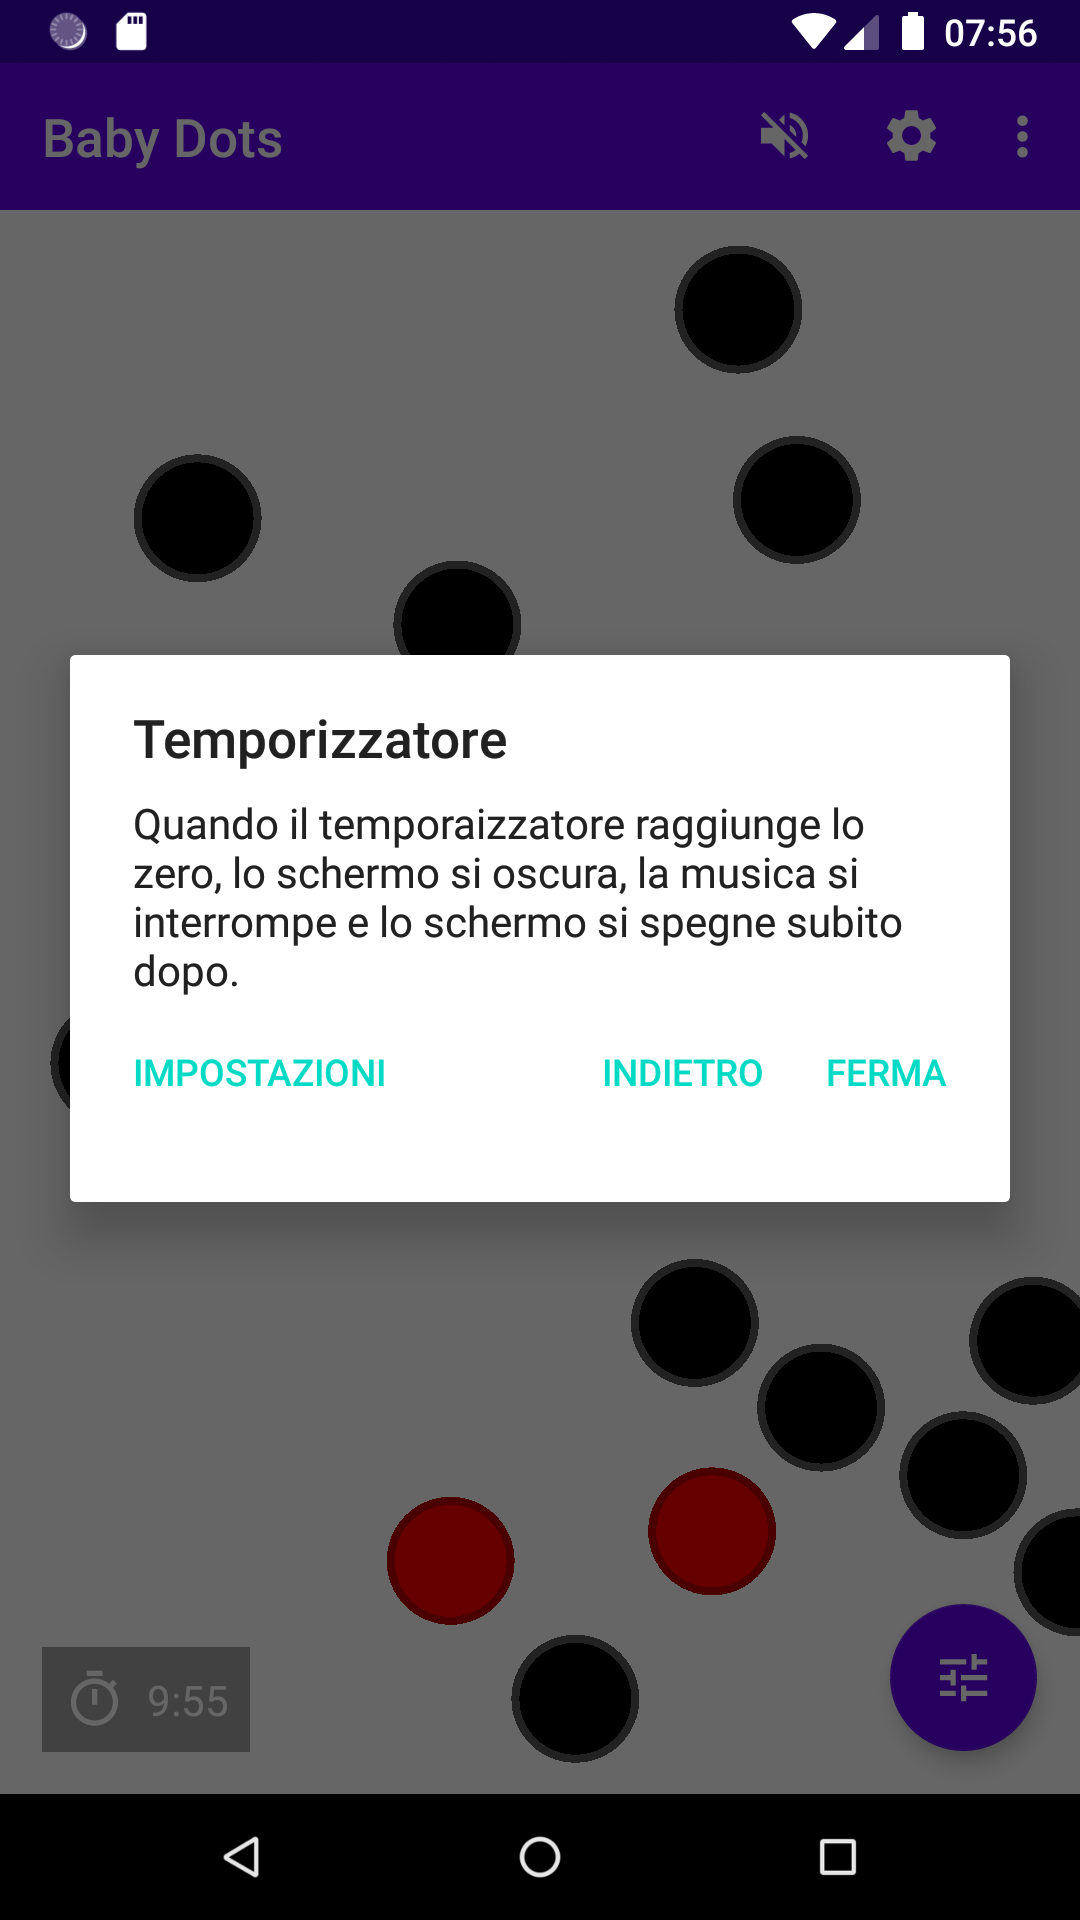 07:56
Baby Dots
Temporizzatore
Quando il temporaizzatore raggiunge lo
zero, lo schermo si oscura, la musica si
interrompe e lo schermo si spegne subito
dopo.
IMPOSTAZIONI INDIETRO FERMA
9:55